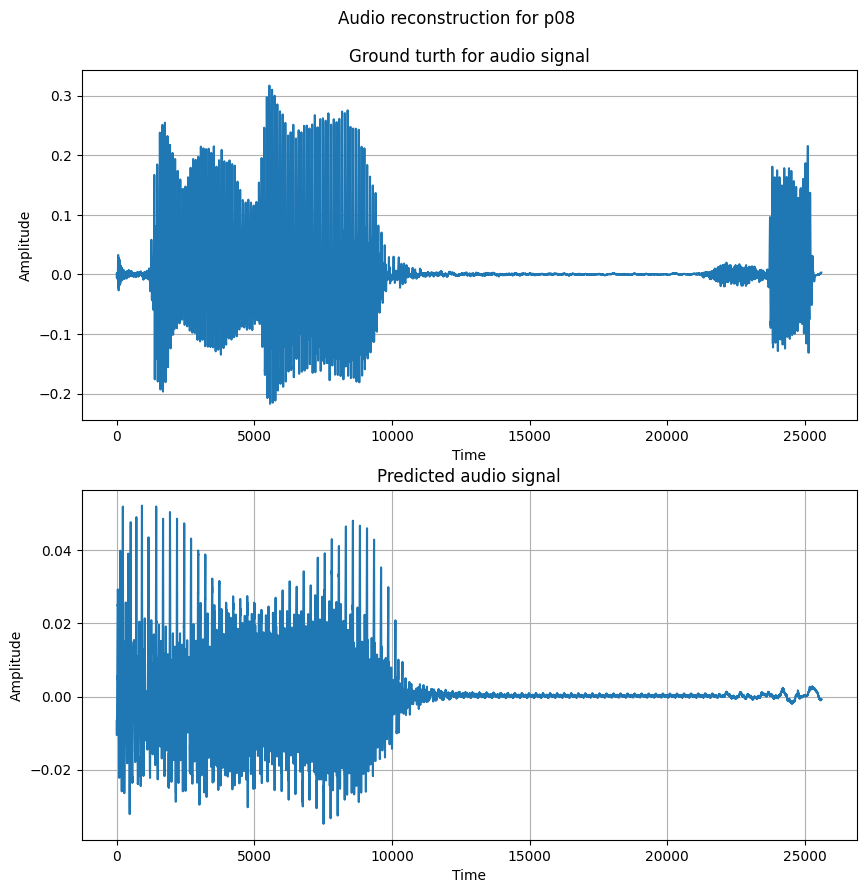 Audio reconstruction for p08
Ground turth for audio signal
0.3
0.2
0.1
0.0
−0.1
−0.2
Amplitude
0 5000 10000 15000 20000 25000
Time
Predicted audio signal
0.04
0.02
0.00
−0.02
Amplitude
0 5000 10000 15000 20000 25000
Time